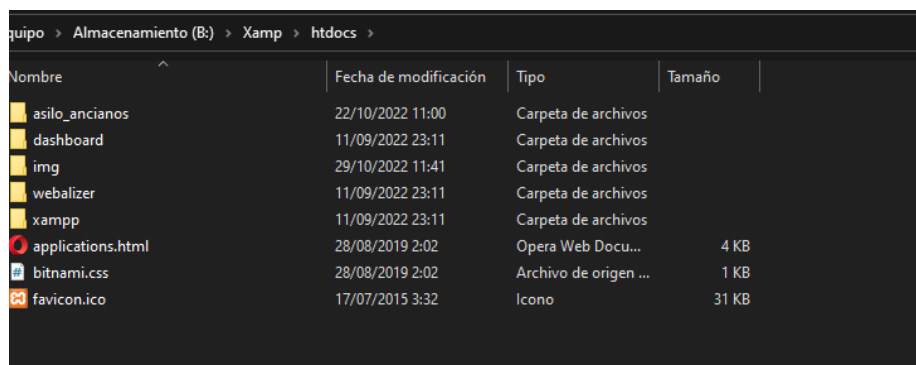 quipo > Almacenamiento (B:) > Xamp > htdocs >
Nombre Fecha de modificación Tipo Tamaño
asilo_ancianos 22/10/2022 11:00 Carpeta de archivos
dashboard 11/09/2022 23:11 Carpeta de archivos
img 29/10/2022 11:41 Carpeta de archivos
webalizer 11/09/2022 23:11 Carpeta de archivos
xampp 11/09/2022 23:11 Carpeta de archivos
applications.html 28/08/2019 2:02 Opera Web Docu... 4 KB
bitnami.css 28/08/2019 2:02 Archivo de origen ... 1 KB
favicon.ico 17/07/2015 3:32 Icono 31 KB